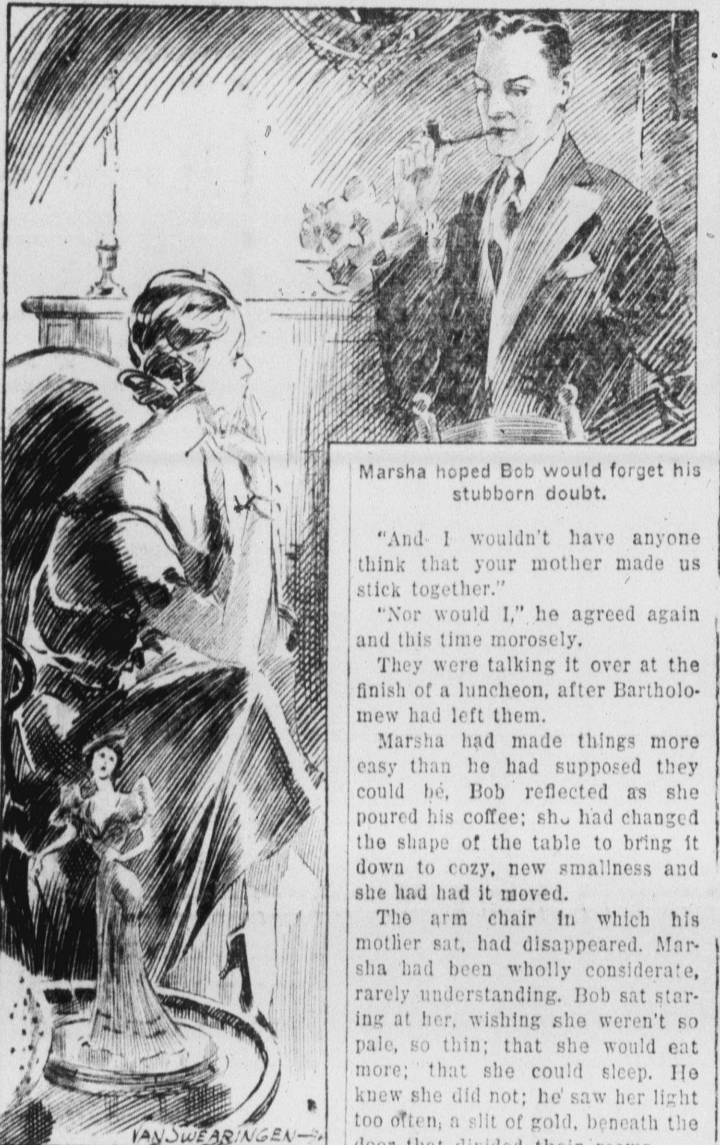 Marsha hoped Bob would forget his
stubborn doubt.
"And I wouldn't have anyone
think that your mother made us
stick together."
"Nor would I," he agreed again
and this time morosely.
They were talking it over at the
finish of a luncheon, after Bartholo-
mew had left them.
Marsha had made things more
easy than he had supposed they
could be, Bob reflected as she
poured his coffee; she had changed
the shape of the table to bring it
down to cozy, new smallness and
she had had it moved.
The arm chair in which his
mother sat, had disappeared. Mar-
sha had been wholly considerate,
rarely understanding. Bob sat star-
ing at her, wishing she weren't so
pale, so thin; that she would eat
more; that she could sleep. He
knew she did not; he saw her light
too often, a slit of gold, beneath the
door that divided their
VAN SWEARINGEN